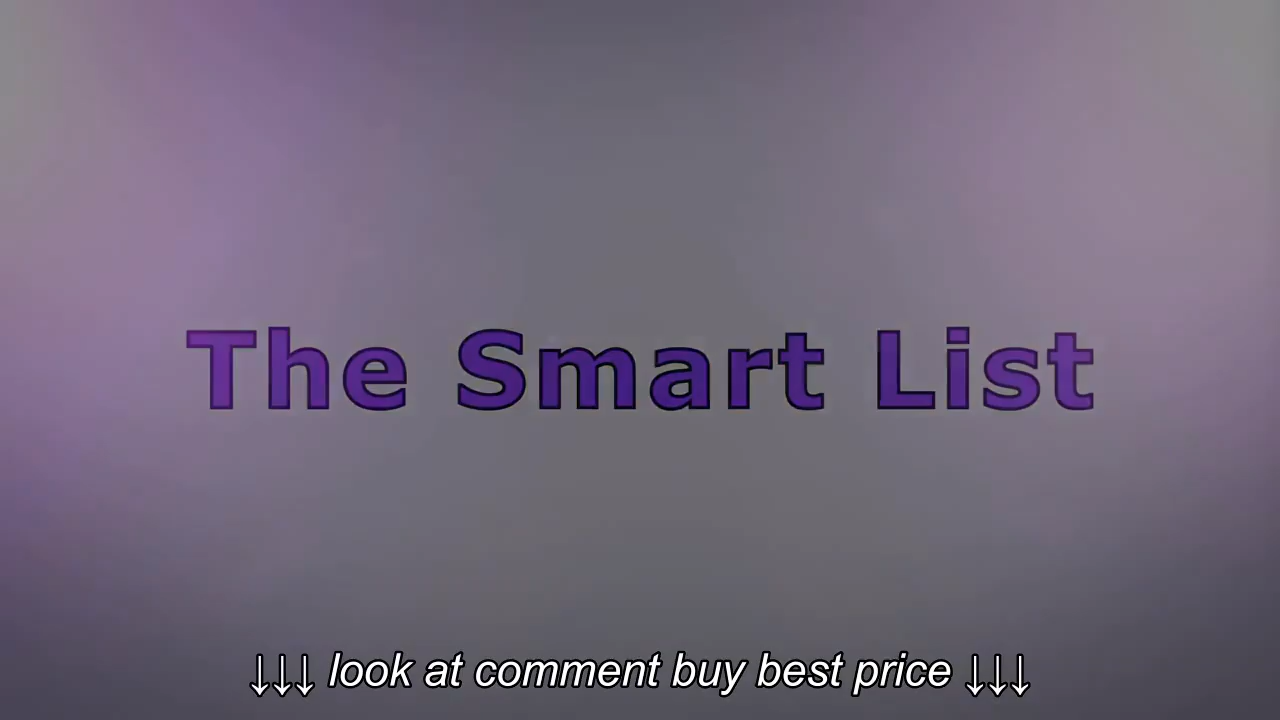 The Smart List
↓↓↓ look at comment buy best price ↓↓↓